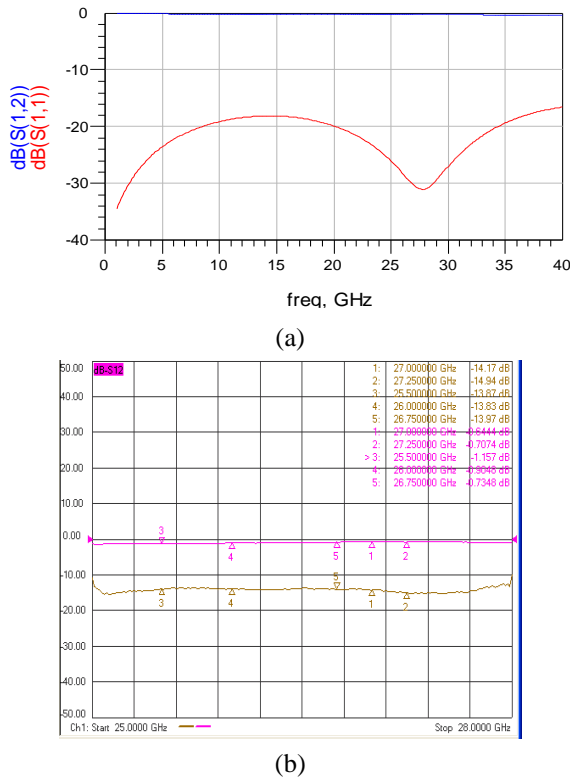 dB(S(1,2))
dB(S(1,1))
0
-10
-20
-30
-40
0 5 10 15 20 25 30 35 40
freq, GHz
(a)
50.00 dB-S12
40.00
30.00
20.00
10.00
0.00
-10.00
-20.00
-30.00
-40.00
-50.00
1: 27.000000 GHz -14.17 dB
2: 27.250000 GHz -14.94 dB
3: 25.500000 GHz -13.87 dB
4: 26.000000 GHz -13.83 dB
5: 26.750000 GHz -13.97 dB
1: 27.000000 GHz -0.6444 dB
2: 27.250000 GHz -0.7074 dB
> 3: 25.500000 GHz -1.157 dB
4: 26.000000 GHz -0.9048 dB
5: 26.750000 GHz -0.7348 dB
3
4 5 1 2
5
3 4 1 2
Ch1: Start 25.0000 GHz Stop 28.0000 GHz
(b)